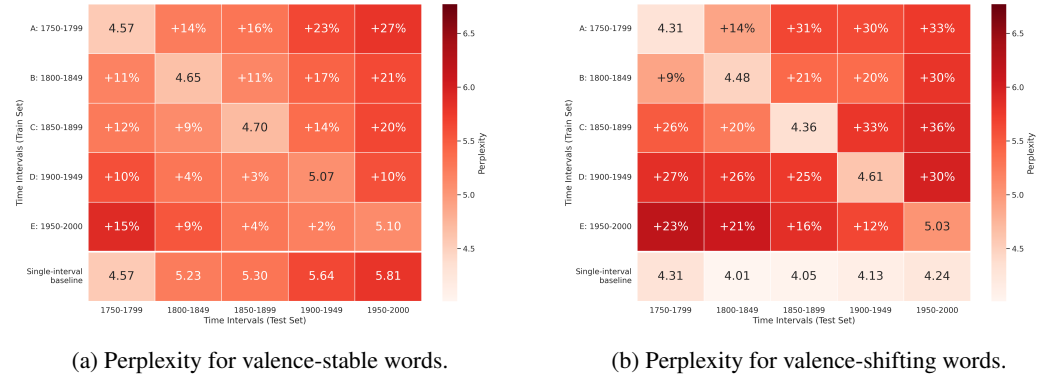 A: 1750-1799
4.57 +14% +16% +23% +27%
B: 1800-1849
+11% 4.65 +11% +17% +21%
C: 1850-1899
+12% +9% 4.70 +14% +20%
D: 1900-1949
+10% +4% +3% 5.07 +10%
E: 1950-2000
+15% +9% +4% +2% 5.10
Single-interval
baseline
4.57 5.23 5.30 5.64 5.81
1750-1799 1800-1849 1850-1899 1900-1949 1950-2000
Time Intervals (Test Set)
Time Intervals (Train Set)
6.5
6.0
5.5
5.0
4.5
Perplexity
(a) Perplexity for valence-stable words.
A: 1750-1799
4.31 +14% +31% +30% +33%
B: 1800-1849
+9% 4.48 +21% +20% +30%
C: 1850-1899
+26% +20% 4.36 +33% +36%
D: 1900-1949
+27% +26% +25% 4.61 +30%
E: 1950-2000
+23% +21% +16% +12% 5.03
Single-interval
baseline
4.31 4.01 4.05 4.13 4.24
1750-1799 1800-1849 1850-1899 1900-1949 1950-2000
Time Intervals (Test Set)
Time Intervals (Train Set)
6.5
6.0
5.5
5.0
4.5
Perplexity
(b) Perplexity for valence-shifting words.